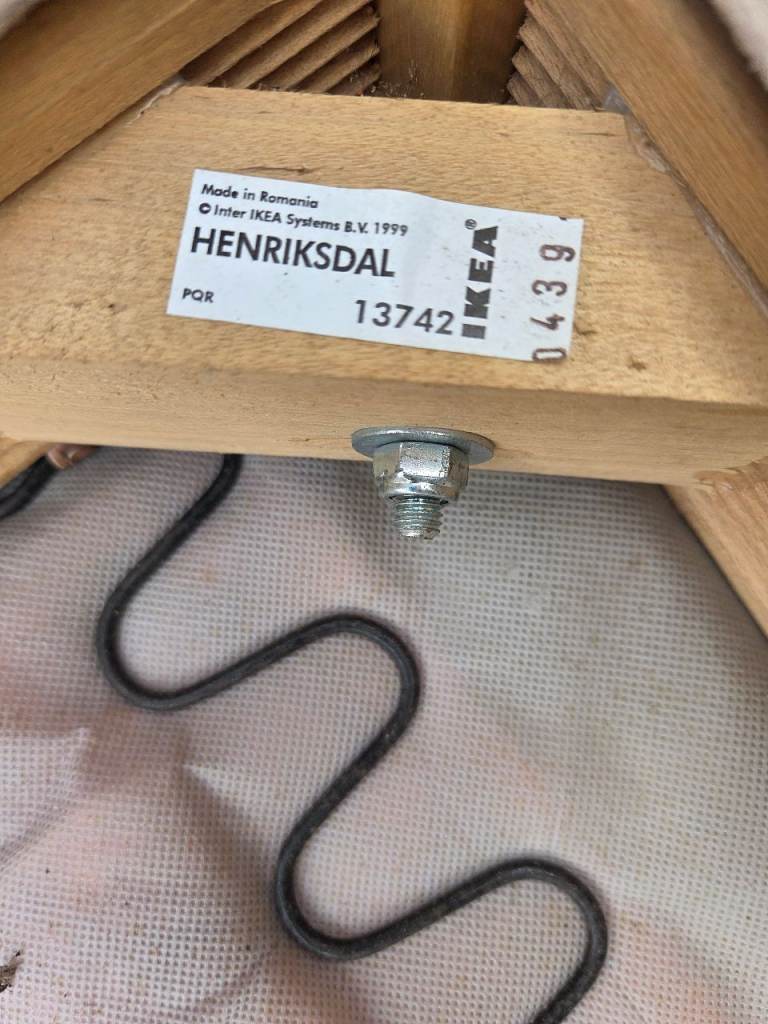 Made in Romania
© Inter IKEA Systems B.V. 1999
HENRIKSDAL
PQR
13742
IKEA®
0439